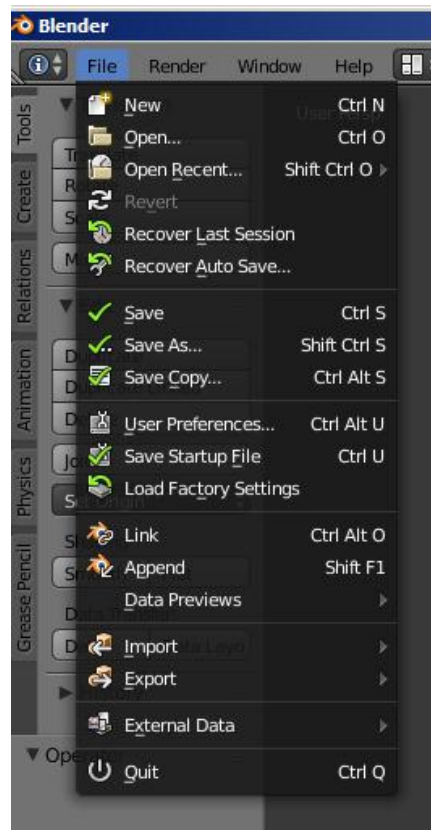 Blender
File Render Window Help
New Ctrl N
Open... Ctrl O
Open Recent... Shift Ctrl O
Revert
Recover Last Session
Recover Auto Save...
Save Ctrl S
Save As... Shift Ctrl S
Save Copy... Ctrl Alt S
User Preferences... Ctrl Alt U
Save Startup File Ctrl U
Load Factory Settings
Link Ctrl Alt O
Append Shift F1
Data Previews
Import
Export
External Data
Quit Ctrl Q
Tools
Create
Relations
Animation
Physics
Grease Pencil
User Persp